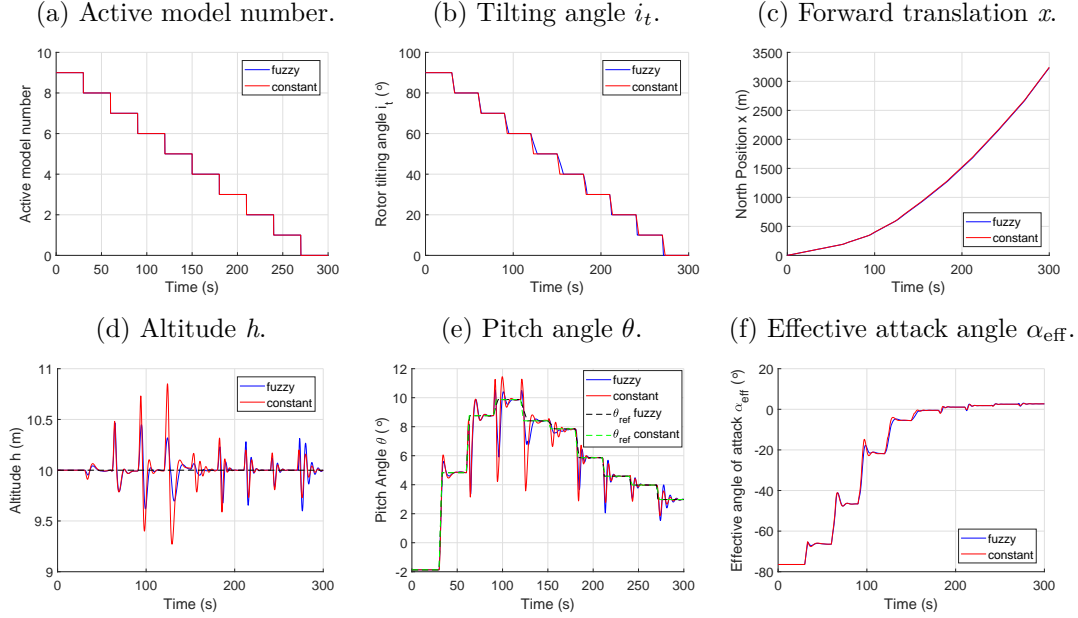 (a) Active model number.
10
8
6
4
2
0
Active model number
0 50 100 150 200 250 300
Time (s)
fuzzy
constant
(b) Tilting angle i_t.
100
80
60
40
20
0
Rotor tilting angle i_t (°)
0 100 200 300
Time (s)
fuzzy
constant
(c) Forward translation x.
3500
3000
2500
2000
1500
1000
500
0
North Position x (m)
0 100 200 300
Time (s)
fuzzy
constant
(d) Altitude h.
11
10.5
10
9.5
9
Altitude h (m)
0 100 200 300
Time (s)
fuzzy
constant
(e) Pitch angle θ.
12
10
8
6
4
2
0
-2
Pitch Angle θ (°)
0 50 100 150 200 250 300
Time (s)
fuzzy
constant
θ_ref fuzzy
θ_ref constant
(f) Effective attack angle α_eff.
20
0
-20
-40
-60
-80
Effective angle of attack α_eff (°)
0 100 200 300
Time (s)
fuzzy
constant